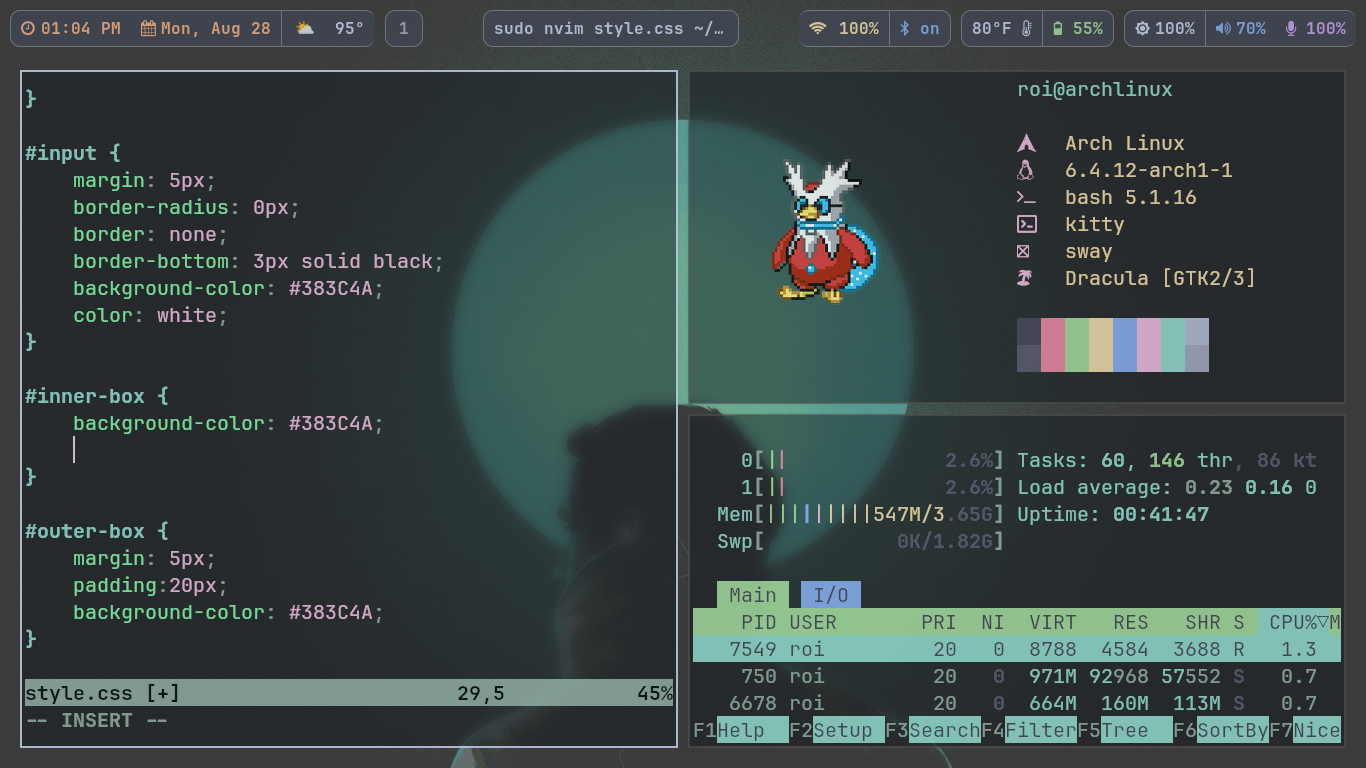 01:04 PM Mon, Aug 28 95° 1 sudo nvim style.css ~/… 100% on 80°F 55% 100% 70% 100%
}
#input {
margin: 5px;
border-radius: 0px;
border: none;
border-bottom: 3px solid black;
background-color: #383C4A;
color: white;
}
#inner-box {
background-color: #383C4A;
}
#outer-box {
margin: 5px;
padding:20px;
background-color: #383C4A;
}
style.css [+] 29,5 45%
-- INSERT --
roi@archlinux
Arch Linux
6.4.12-arch1-1
bash 5.1.16
kitty
sway
Dracula [GTK2/3]
0[|| 2.6%] Tasks: 60, 146 thr, 86 kt
1[|| 2.6%] Load average: 0.23 0.16 0
Mem[||||||||||547M/3.65G] Uptime: 00:41:47
Swp[ 0K/1.82G]
Main I/O
PID USER PRI NI VIRT RES SHR S CPU%▽M
7549 roi 20 0 8788 4584 3688 R 1.3
750 roi 20 0 971M 92968 57552 S 0.7
6678 roi 20 0 664M 160M 113M S 0.7
F1Help F2Setup F3SearchF4FilterF5Tree F6SortByF7Nice